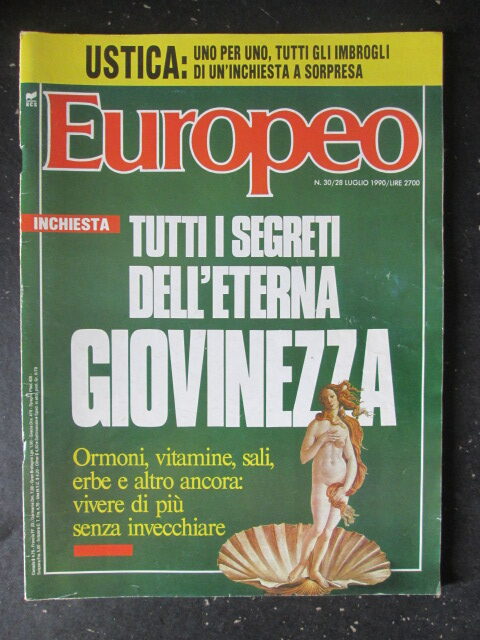 USTICA: UNO PER UNO, TUTTI GLI IMBROGLI
DI UN'INCHIESTA A SORPRESA
RCS
Europeo
N. 30/28 LUGLIO 1990/LIRE 2700
INCHIESTA
TUTTI I SEGRETI
DELL'ETERNA
GIOVINEZZA
Ormoni, vitamine, sali,
erbe e altro ancora:
vivere di più
senza invecchiare